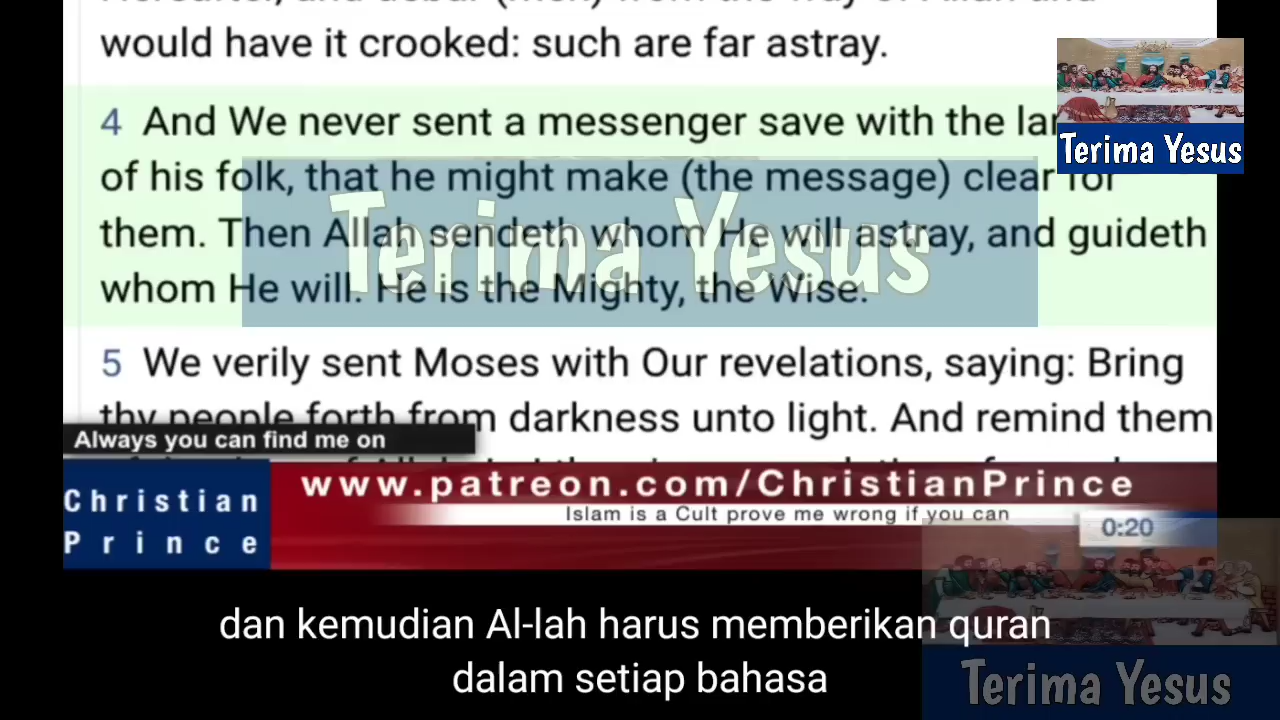 would have it crooked: such are far astray.
4 And We never sent a messenger save with the
of his folk, that he might make (the message) clear for
them. Then Allah sendeth whom He will astray, and guideth
whom He will. He is the Mighty, the Wise.
Terima Yesus
Terima Yesus
5 We verily sent Moses with Our revelations, saying: Bring
thy people forth from darkness unto light. And remind them
Always you can find me on
www.patreon.com/ChristianPrince
Islam is a Cult prove me wrong if you can
Christian
Prince
0:20
dan kemudian Al-lah harus memberikan quran
dalam setiap bahasa
Terima Yesus